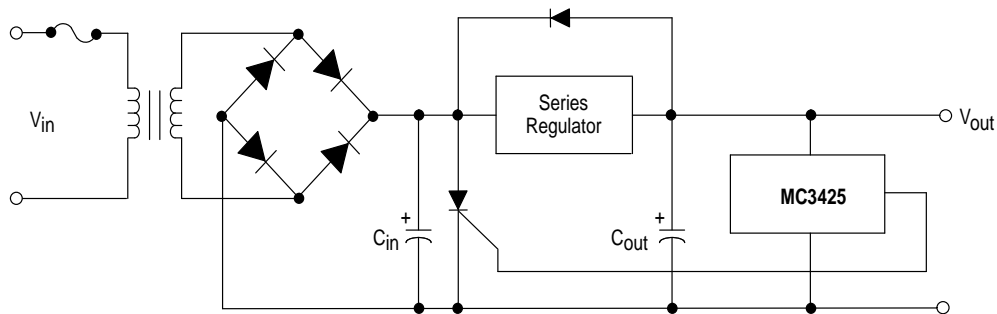 Vin
+
Cin
Series
Regulator
+
Cout
MC3425
Vout